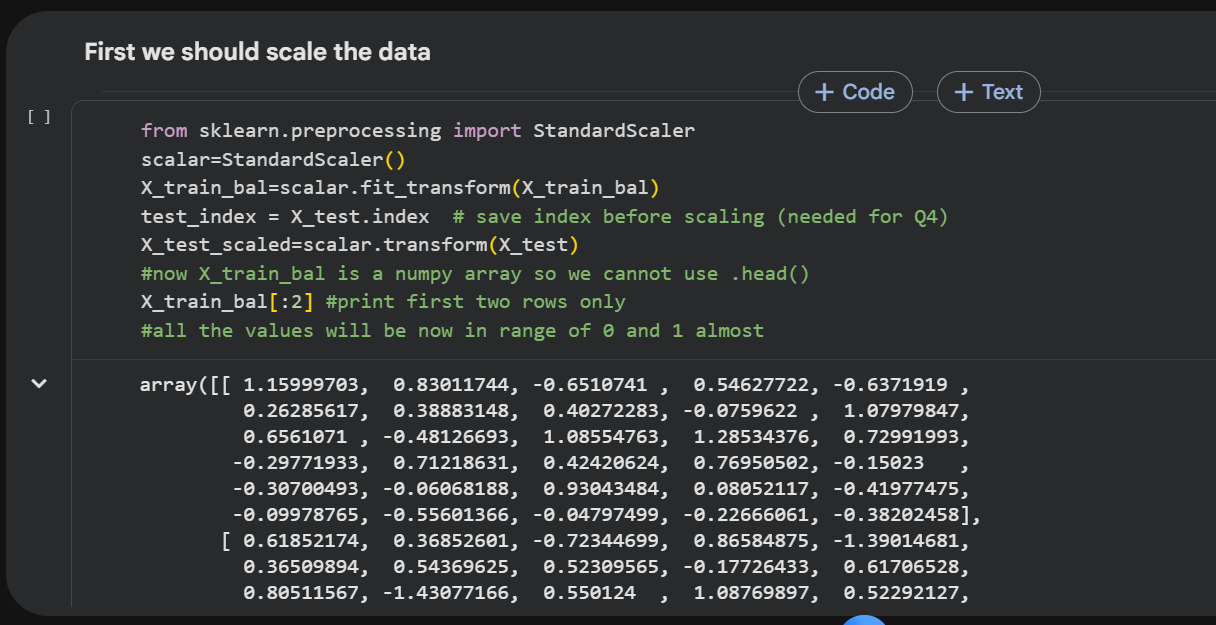 First we should scale the data
+ Code + Text
[ ]
from sklearn.preprocessing import StandardScaler
scalar=StandardScaler()
X_train_bal=scalar.fit_transform(X_train_bal)
test_index = X_test.index  # save index before scaling (needed for Q4)
X_test_scaled=scalar.transform(X_test)
#now X_train_bal is a numpy array so we cannot use .head()
X_train_bal[:2] #print first two rows only
#all the values will be now in range of 0 and 1 almost
array([[ 1.15999703,  0.83011744, -0.6510741 ,  0.54627722, -0.6371919 ,
0.26285617,  0.38883148,  0.40272283, -0.0759622 ,  1.07979847,
0.6561071 , -0.48126693,  1.08554763,  1.28534376,  0.72991993,
-0.29771933,  0.71218631,  0.42420624,  0.76950502, -0.15023   ,
-0.30700493, -0.06068188,  0.93043484,  0.08052117, -0.41977475,
-0.09978765, -0.55601366, -0.04797499, -0.22666061, -0.38202458],
[ 0.61852174,  0.36852601, -0.72344699,  0.86584875, -1.39014681,
0.36509894,  0.54369625,  0.52309565, -0.17726433,  0.61706528,
0.80511567, -1.43077166,  0.550124  ,  1.08769897,  0.52292127,